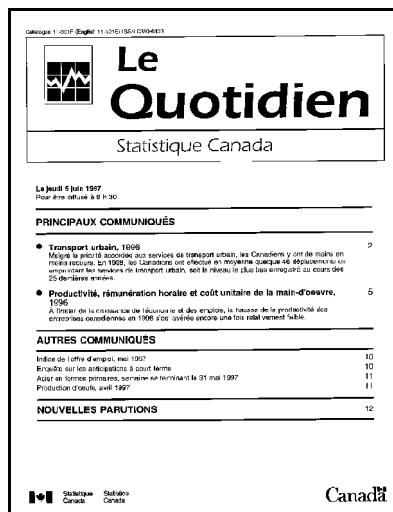 Catalogue 11-001F (English 11-001E) ISSN
Le
Quotidien
Statistique Canada
Le jeudi 5 juin 1997
Pour être diffusé à 8 h 30
PRINCIPAUX COMMUNIQUÉS
● Transport urbain, 1996 2
Malgré la priorité accordée aux services de transport urbain, les Canadiens y ont de moins en
moins recours. En 1996, les Canadiens ont effectué en moyenne quelque 46 déplacements en
empruntant les services de transport urbain, soit le niveau le plus bas enregistré au cours des
25 dernières années.
● Productivité, rémunération horaire et coût unitaire de la main-d'oeuvre, 5
1996
À l'instar de la croissance de l'économie et des emplois, la hausse de la productivité des
entreprises canadiennes en 1996 s'est avérée encore une fois relativement faible.
AUTRES COMMUNIQUÉS
Indice de l'offre d'emploi, mai 1997 10
Enquête sur les anticipations à court terme 10
Acier en formes primaires, semaine se terminant le 31 mai 1997 11
Production d'oeufs, avril 1997 11
NOUVELLES PARUTIONS 12
Statistique Statistics
Canada Canada
Canada